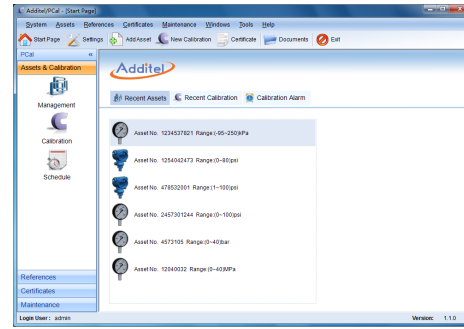 Additel/PCal - [Start Page]
System Assets References Certificates Maintenance Windows Tools Help
Start Page Settings Add Asset New Calibration Certificate Documents Exit
PCal «
Assets & Calibration
Management
Calibration
Schedule
References
Certificates
Maintenance
Additel
Recent Assets Recent Calibration Calibration Alarm
Asset No. 1234537821 Range:(-95~250)kPa
Asset No. 1254042473 Range:(0~80)psi
Asset No. 478532001 Range:(1~100)psi
Asset No. 2457301244 Range:(0~100)psi
Asset No. 4573105 Range:(0~40)bar
Asset No. 12040032 Range:(0~40)MPa
Login User : admin Version: 1.1.0